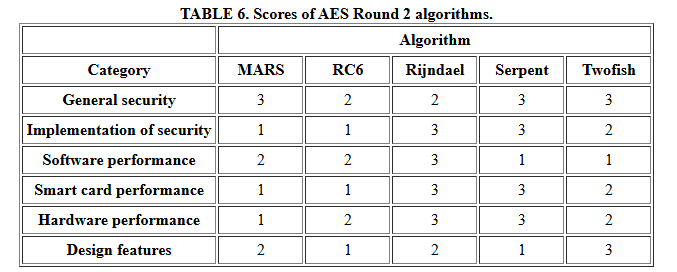 TABLE 6. Scores of AES Round 2 algorithms.
Algorithm
Category MARS RC6 Rijndael Serpent Twofish
General security 3 2 2 3 3
Implementation of security 1 1 3 3 2
Software performance 2 2 3 1 1
Smart card performance 1 1 3 3 2
Hardware performance 1 2 3 3 2
Design features 2 1 2 1 3